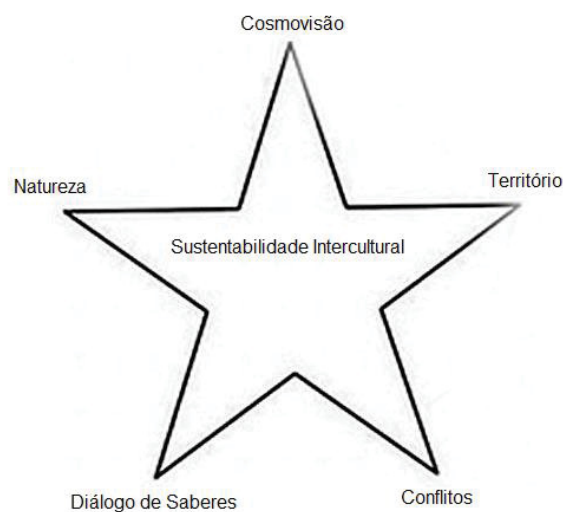 Cosmovisão
Natureza
Território
Sustentabilidade Intercultural
Diálogo de Saberes
Conflitos